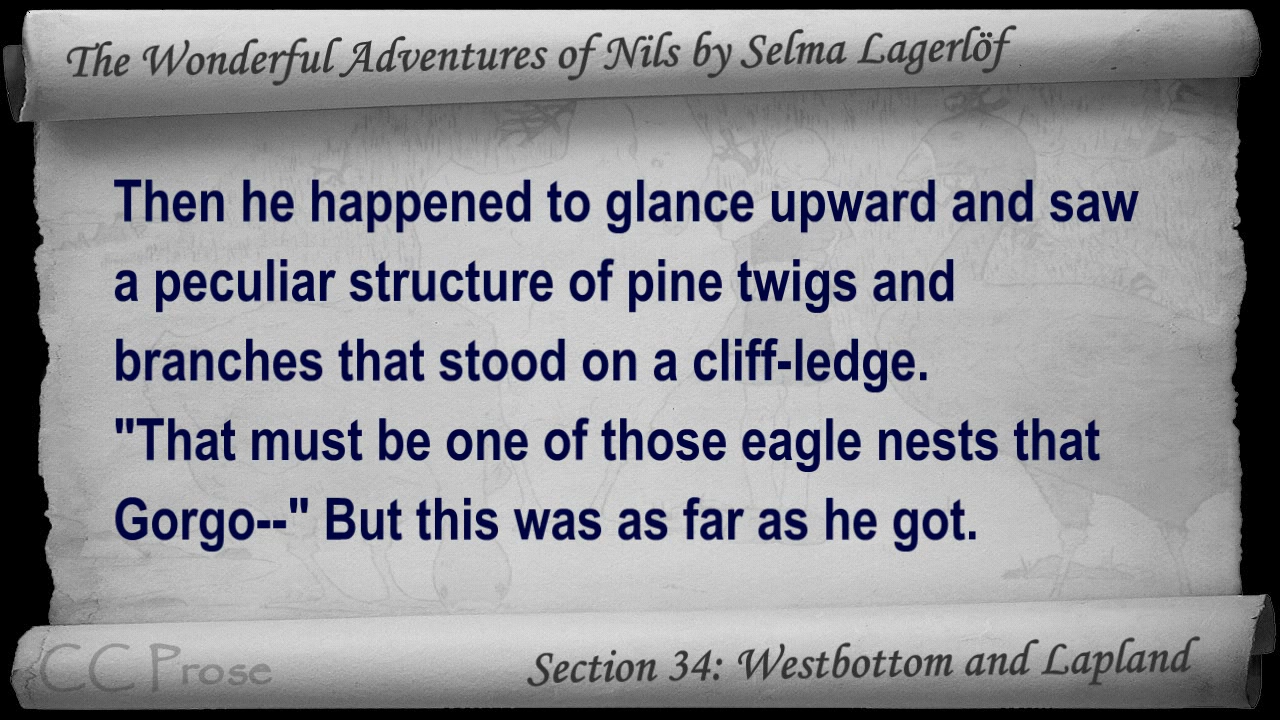 The Wonderful Adventures of Nils by Selma Lagerlöf
Then he happened to glance upward and saw
a peculiar structure of pine twigs and
branches that stood on a cliff-ledge.
"That must be one of those eagle nests that
Gorgo--" But this was as far as he got.
CC Prose
Section 34: Westbottom and Lapland